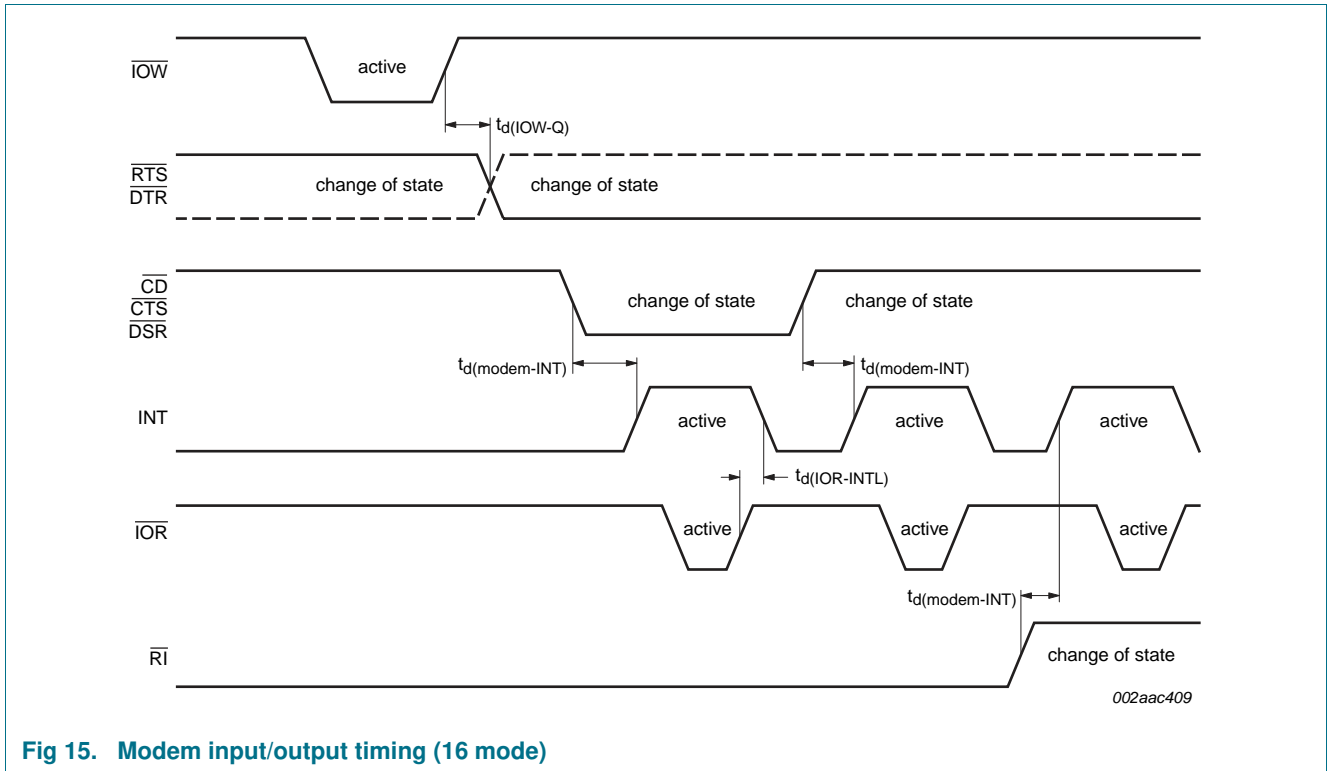 IOW
active
td(IOW-Q)
RTS
DTR
change of state
change of state
CD
CTS
DSR
change of state
change of state
td(modem-INT)
td(modem-INT)
INT
active
active
active
td(IOR-INTL)
IOR
active
active
active
td(modem-INT)
RI
change of state
002aac409
Fig 15. Modem input/output timing (16 mode)